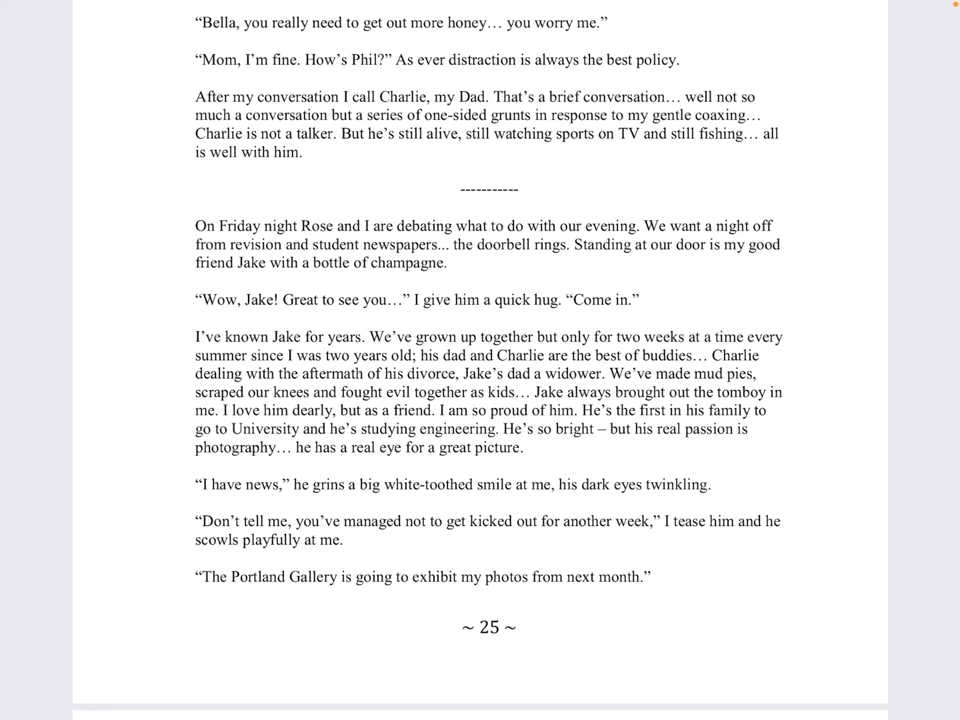 “Bella, you really need to get out more honey… you worry me.”
“Mom, I’m fine. How’s Phil?” As ever distraction is always the best policy.
After my conversation I call Charlie, my Dad. That’s a brief conversation… well not so
much a conversation but a series of one-sided grunts in response to my gentle coaxing…
Charlie is not a talker. But he’s still alive, still watching sports on TV and still fishing… all
is well with him.
-----------
On Friday night Rose and I are debating what to do with our evening. We want a night off
from revision and student newspapers... the doorbell rings. Standing at our door is my good
friend Jake with a bottle of champagne.
“Wow, Jake! Great to see you…” I give him a quick hug. “Come in.”
I’ve known Jake for years. We’ve grown up together but only for two weeks at a time every
summer since I was two years old; his dad and Charlie are the best of buddies… Charlie
dealing with the aftermath of his divorce, Jake’s dad a widower. We’ve made mud pies,
scraped our knees and fought evil together as kids… Jake always brought out the tomboy in
me. I love him dearly, but as a friend. I am so proud of him. He’s the first in his family to
go to University and he’s studying engineering. He’s so bright – but his real passion is
photography… he has a real eye for a great picture.
“I have news,” he grins a big white-toothed smile at me, his dark eyes twinkling.
“Don’t tell me, you’ve managed not to get kicked out for another week,” I tease him and he
scowls playfully at me.
“The Portland Gallery is going to exhibit my photos from next month.”
~ 25 ~